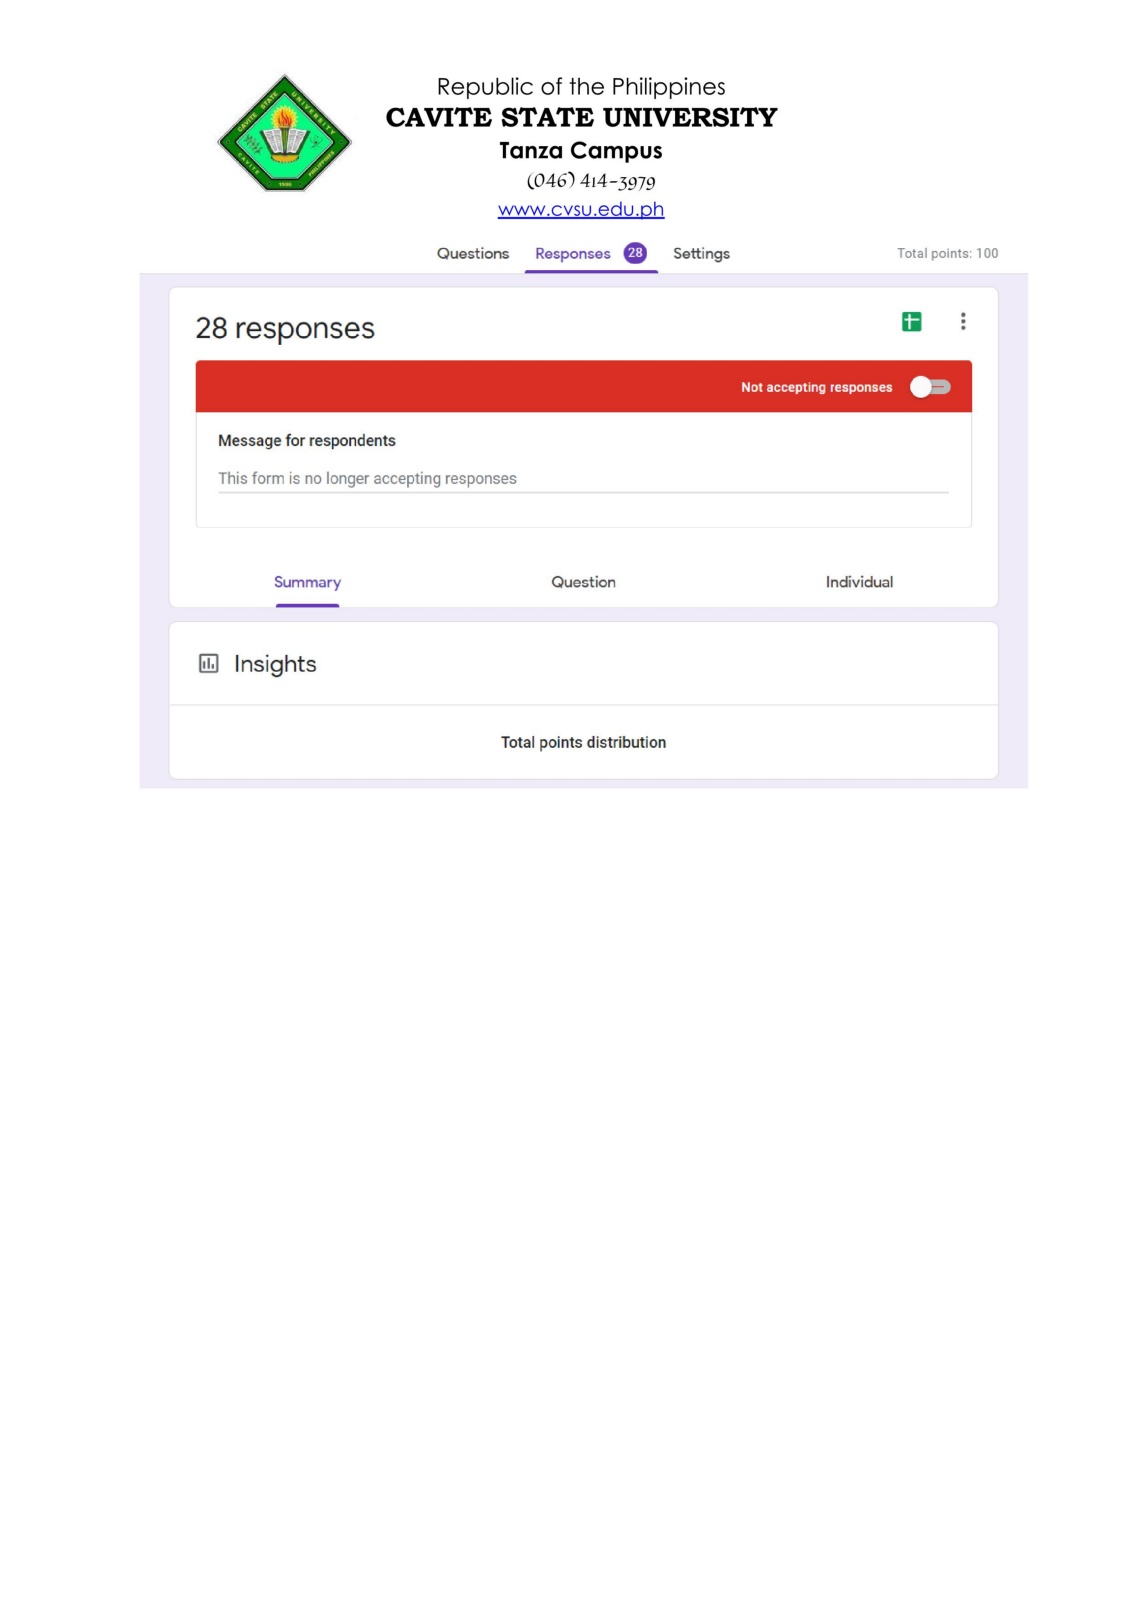 CAVITE STATE UNIVERSITY
CAVITE PHILIPPINES
1906
Republic of the Philippines
CAVITE STATE UNIVERSITY
Tanza Campus
(046) 414-3979
www.cvsu.edu.ph
Questions Responses 28 Settings Total points: 100
28 responses
Not accepting responses
Message for respondents
This form is no longer accepting responses
Summary Question Individual
Insights
Total points distribution